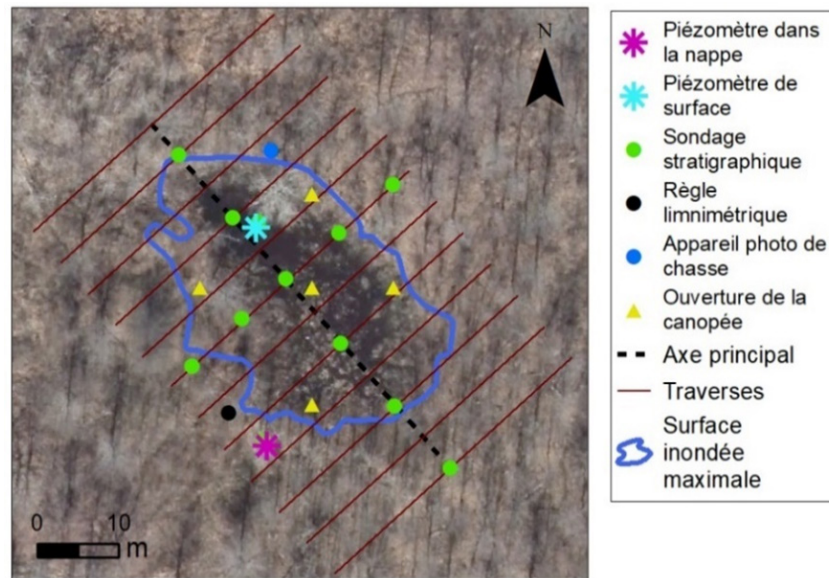 N
0 10
m
Piézomètre dans
la nappe
Piézomètre de
surface
Sondage
stratigraphique
Règle
limnimétrique
Appareil photo de
chasse
Ouverture de la
canopée
Axe principal
Traverses
Surface
inondée
maximale